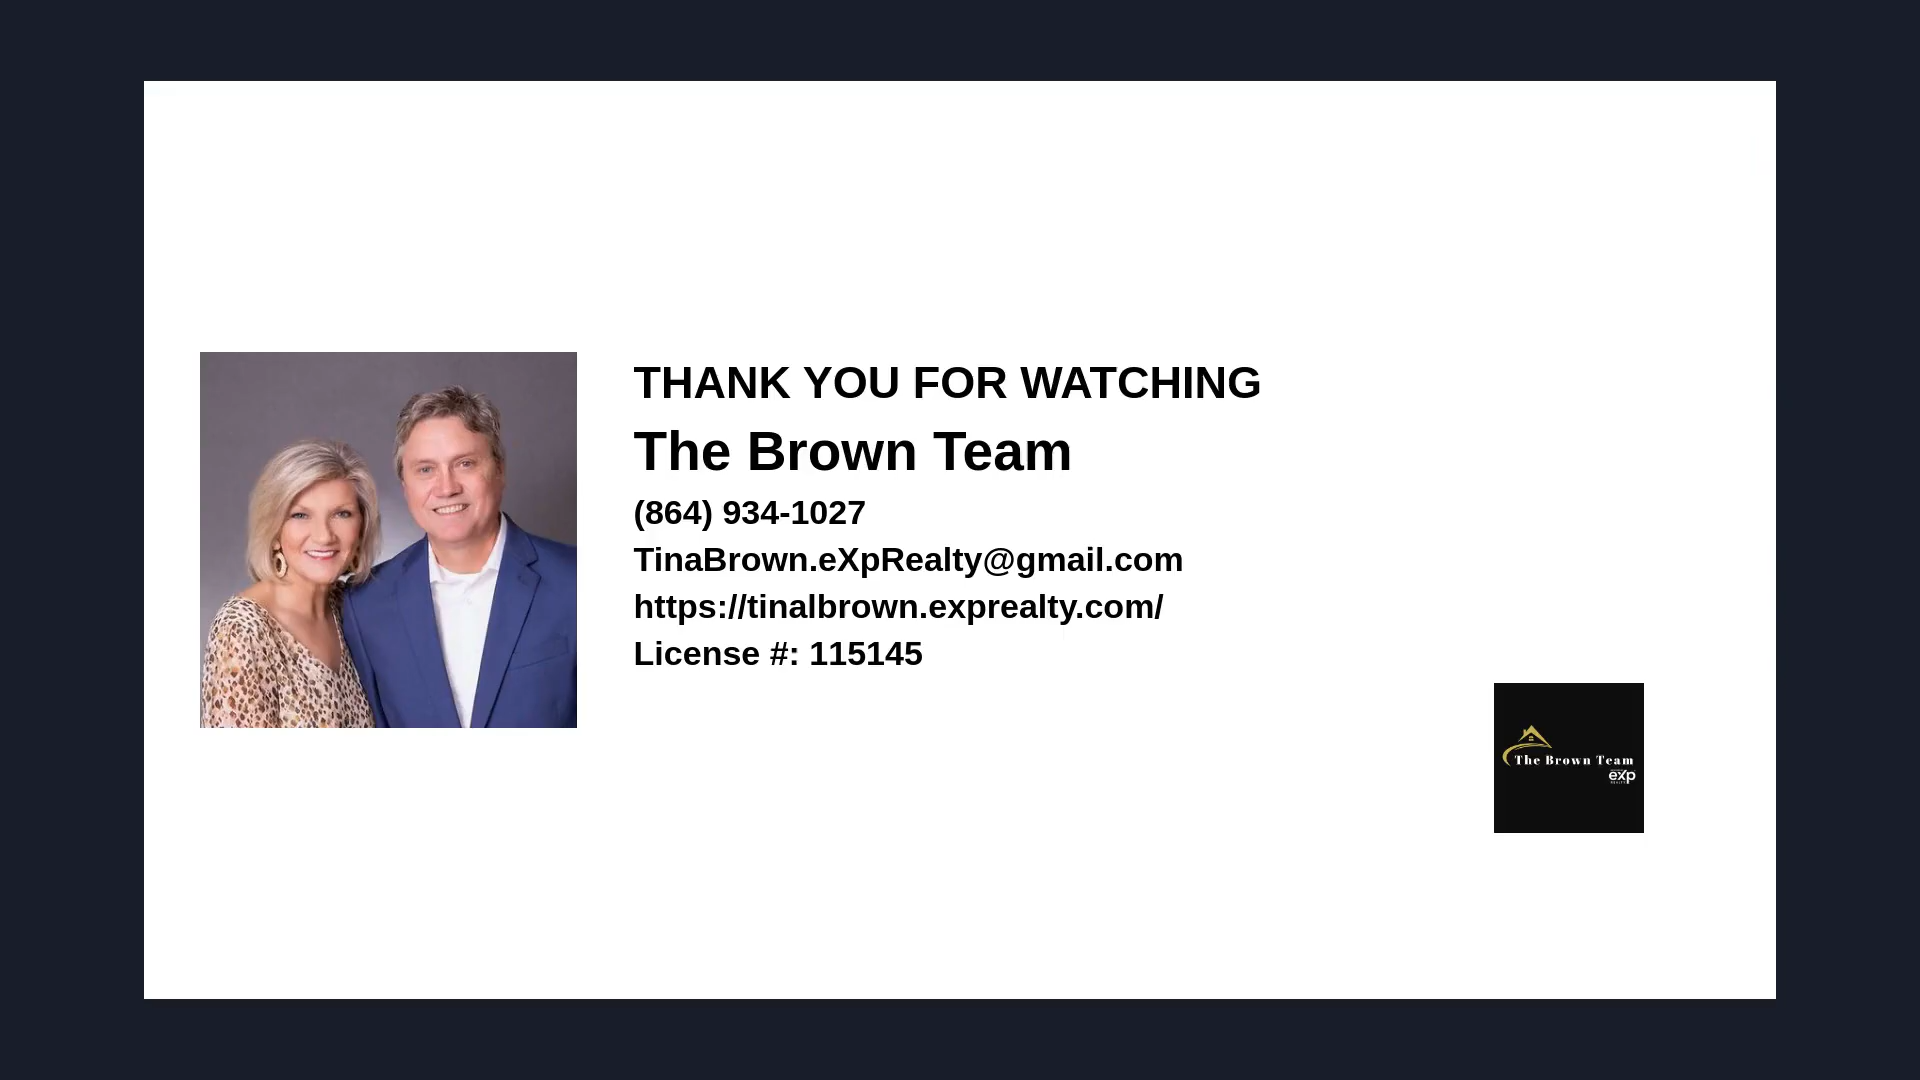 THANK YOU FOR WATCHING
The Brown Team
(864) 934-1027
TinaBrown.eXpRealty@gmail.com
https://tinalbrown.exprealty.com/
License #: 115145
The Brown Team
exp
REALTY